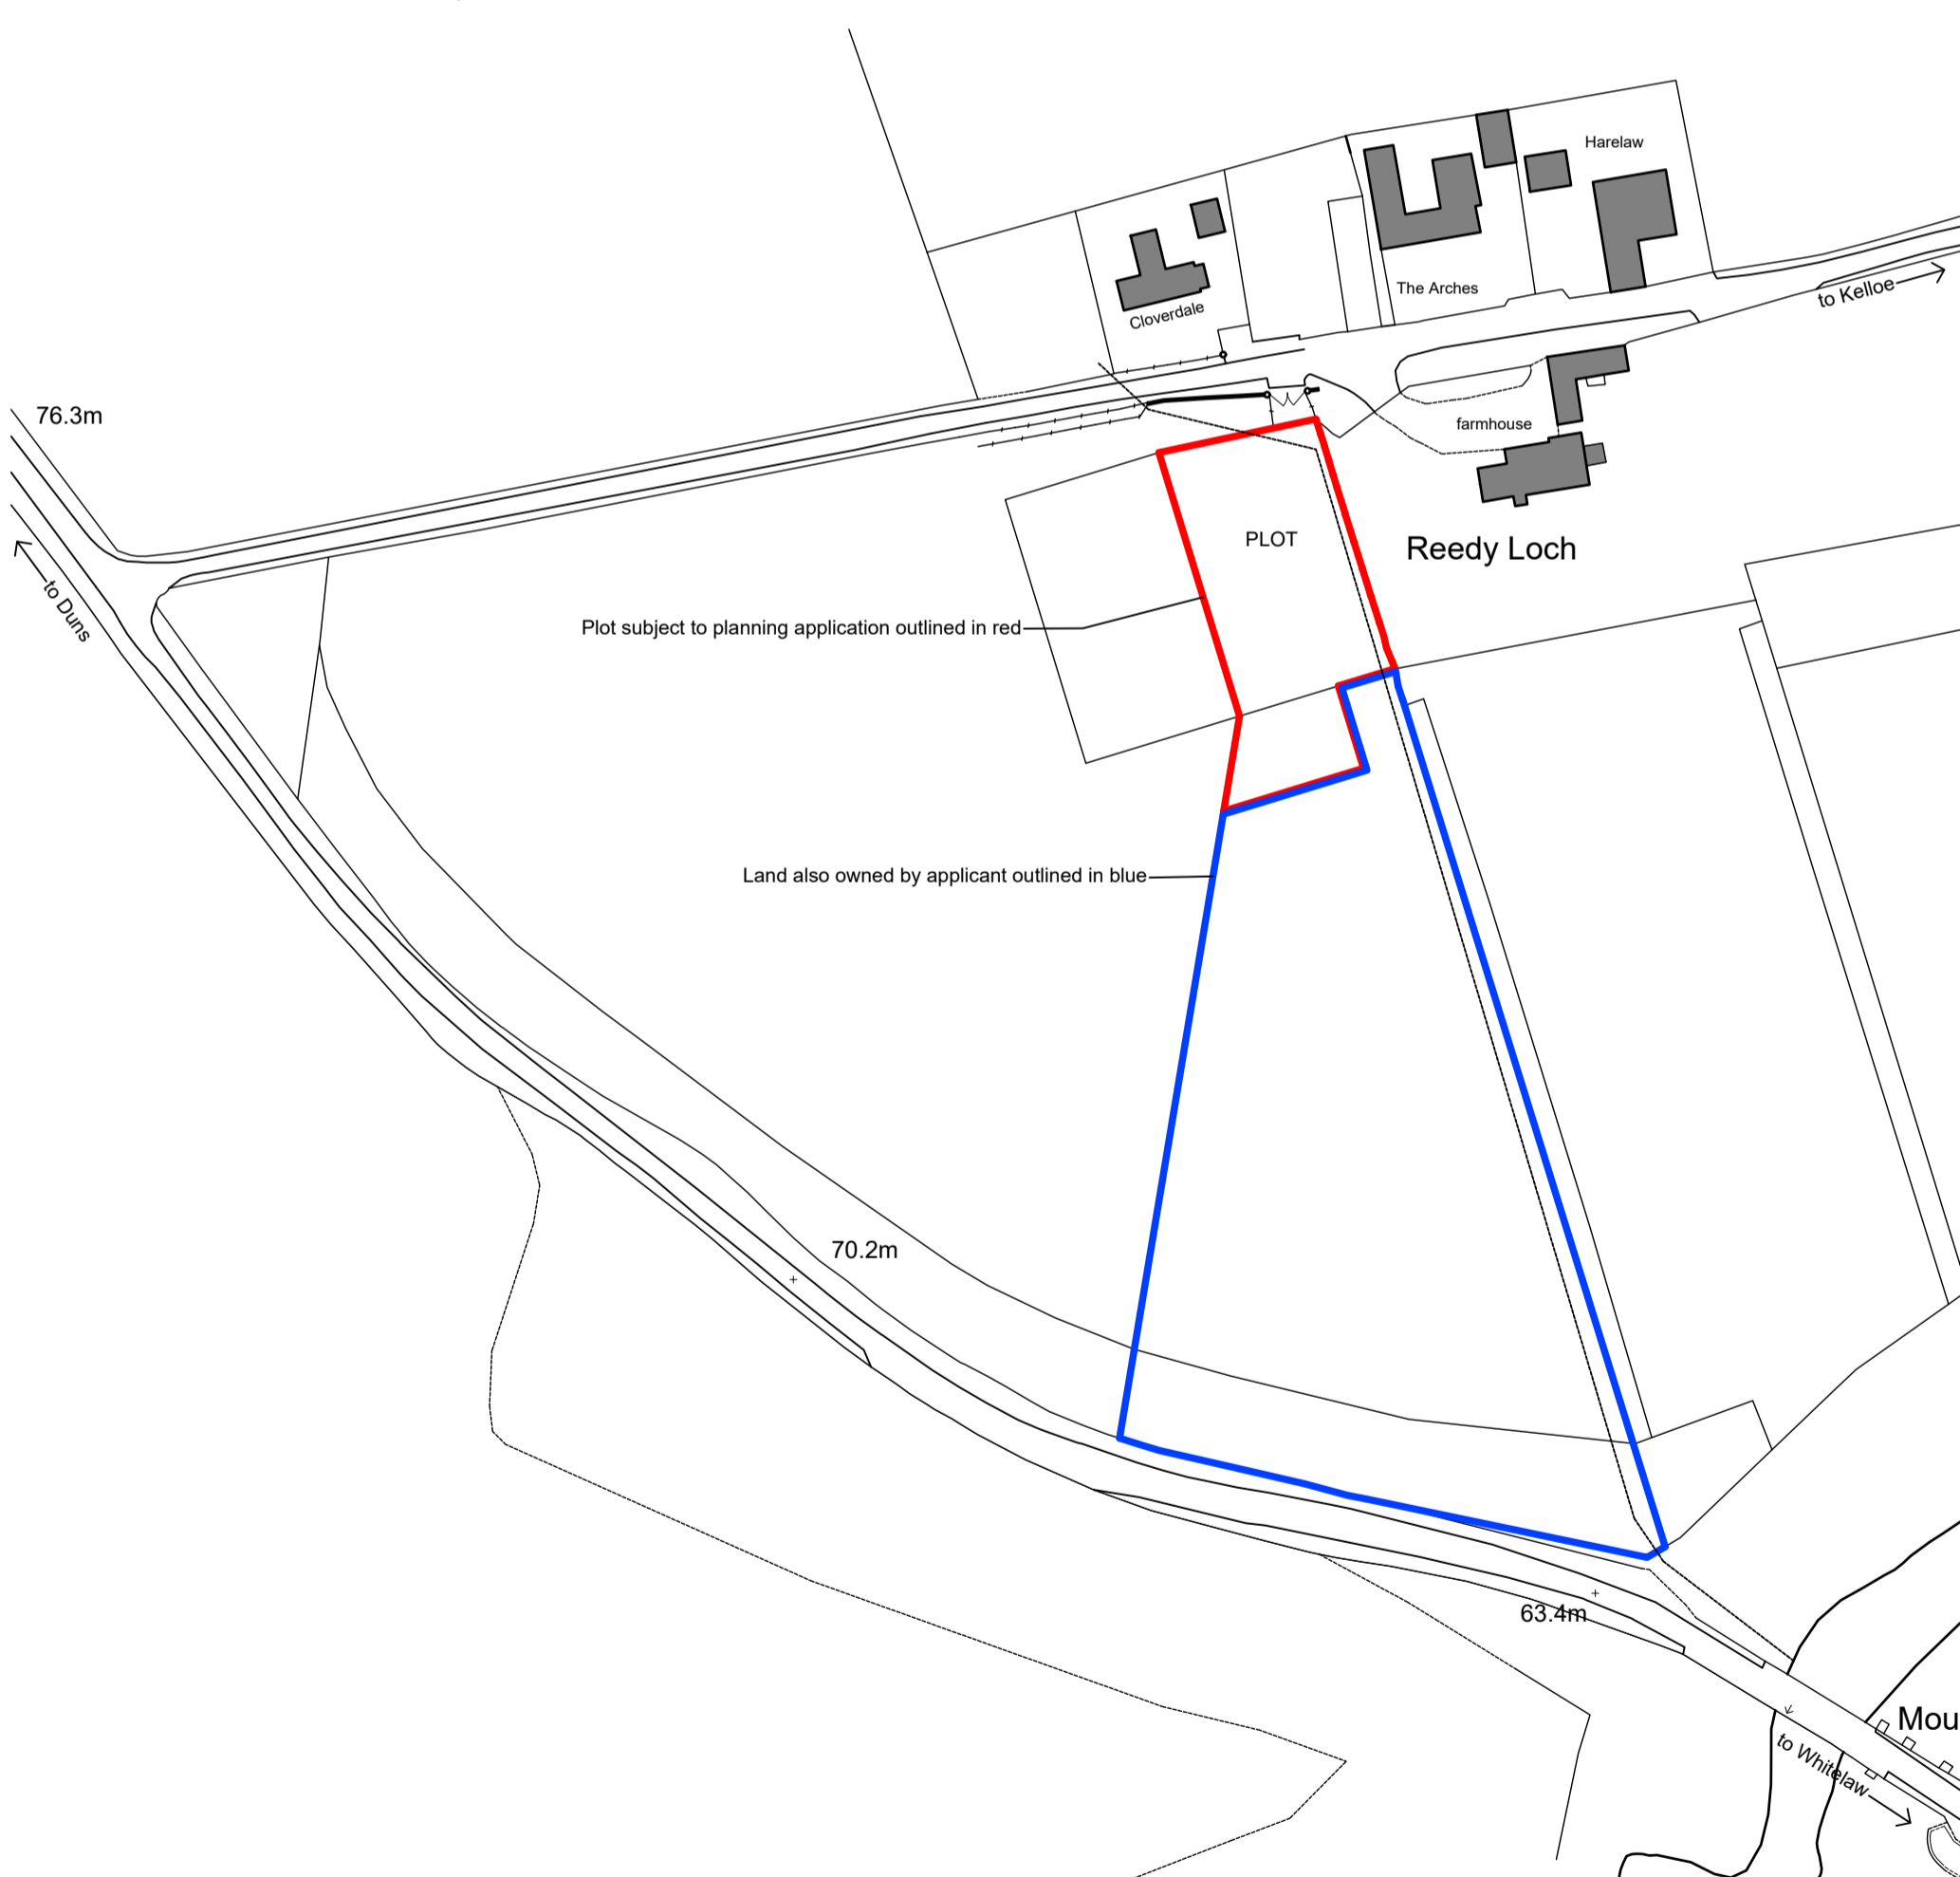 Harelaw
The Arches
to Kelloe
Cloverdale
76.3m
farmhouse
PLOT
Reedy Loch
to Duns
Plot subject to planning application outlined in red
Land also owned by applicant outlined in blue
70.2m
63.4m
Mou
to Whitelaw